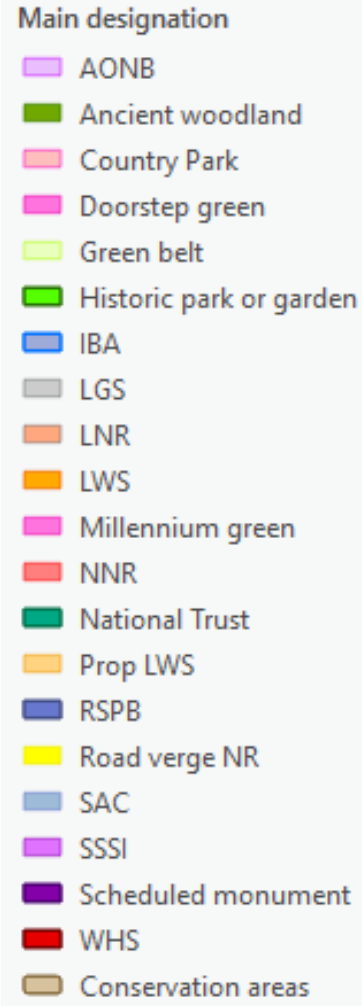 Main designation
AONB
Ancient woodland
Country Park
Doorstep green
Green belt
Historic park or garden
IBA
LGS
LNR
LWS
Millennium green
NNR
National Trust
Prop LWS
RSPB
Road verge NR
SAC
SSSI
Scheduled monument
WHS
Conservation areas